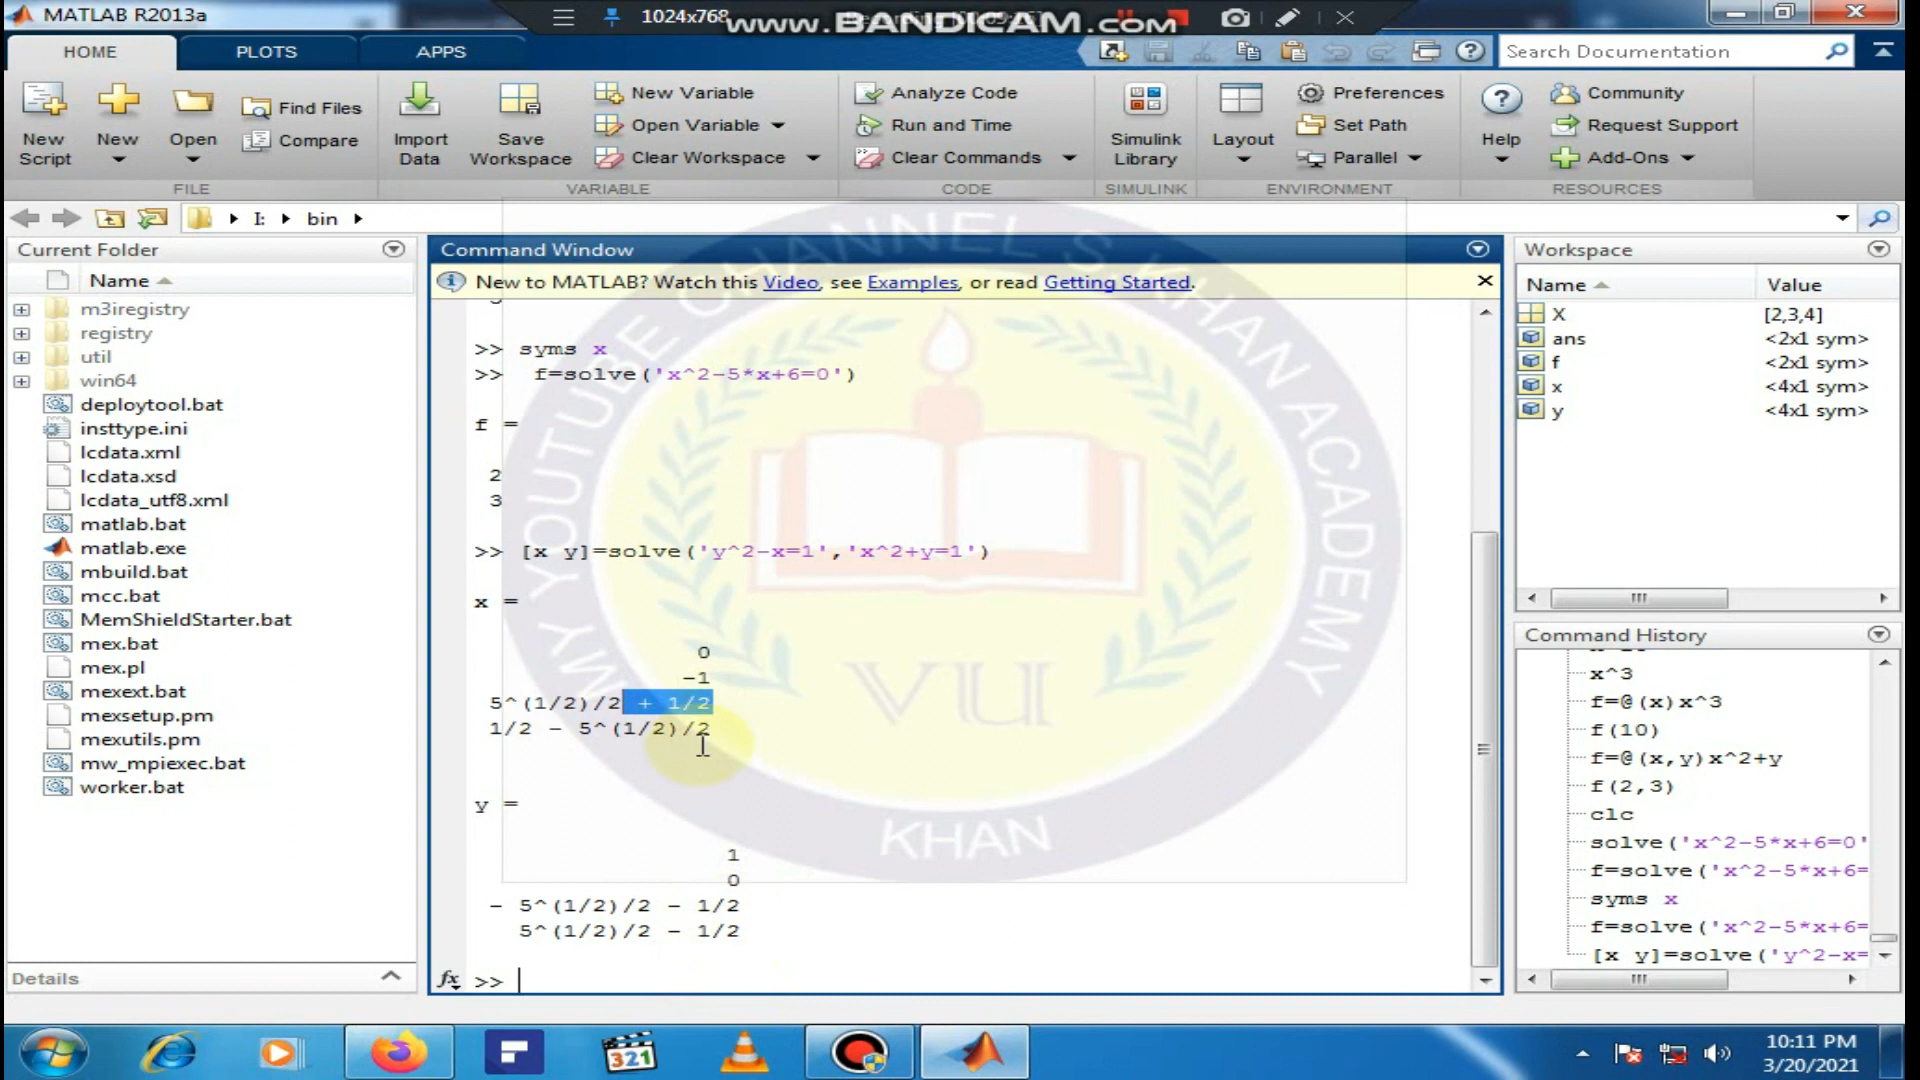 MATLAB R2013a
1024x768
www.BANDICAM.com
HOME
PLOTS
APPS
Search Documentation
New Script
New
Open
Find Files
Compare
Import Data
Save Workspace
New Variable
Open Variable
Clear Workspace
Analyze Code
Run and Time
Clear Commands
Simulink Library
Layout
Preferences
Set Path
Parallel
Help
Community
Request Support
Add-Ons
FILE
VARIABLE
CODE
SIMULINK
ENVIRONMENT
RESOURCES
I:
bin
Current Folder
Name
m3iregistry
registry
util
win64
deploytool.bat
insttype.ini
lcdata.xml
lcdata.xsd
lcdata_utf8.xml
matlab.bat
matlab.exe
mbuild.bat
mcc.bat
MemShieldStarter.bat
mex.bat
mex.pl
mexext.bat
mexsetup.pm
mexutils.pm
mw_mpiexec.bat
worker.bat
Details
Command Window
New to MATLAB? Watch this Video, see Examples, or read Getting Started.
>> syms x
>> f=solve('x^2-5*x+6=0')
f =
2
3
>> [x y]=solve('y^2-x=1','x^2+y=1')
x =
0
-1
5^(1/2)/2 + 1/2
1/2 - 5^(1/2)/2
y =
1
0
- 5^(1/2)/2 - 1/2
5^(1/2)/2 - 1/2
fx >>
MY YOUTUBE CHANNEL S.KHAN ACADEMY
VU
KHAN
Workspace
Name Value
X [2,3,4]
ans <2x1 sym>
f <2x1 sym>
x <4x1 sym>
y <4x1 sym>
Command History
x^3
f=@(x)x^3
f(10)
f=@(x,y)x^2+y
f(2,3)
clc
solve('x^2-5*x+6=0'
f=solve('x^2-5*x+6=
syms x
f=solve('x^2-5*x+6=
[x y]=solve('y^2-x=
321
10:11 PM
3/20/2021